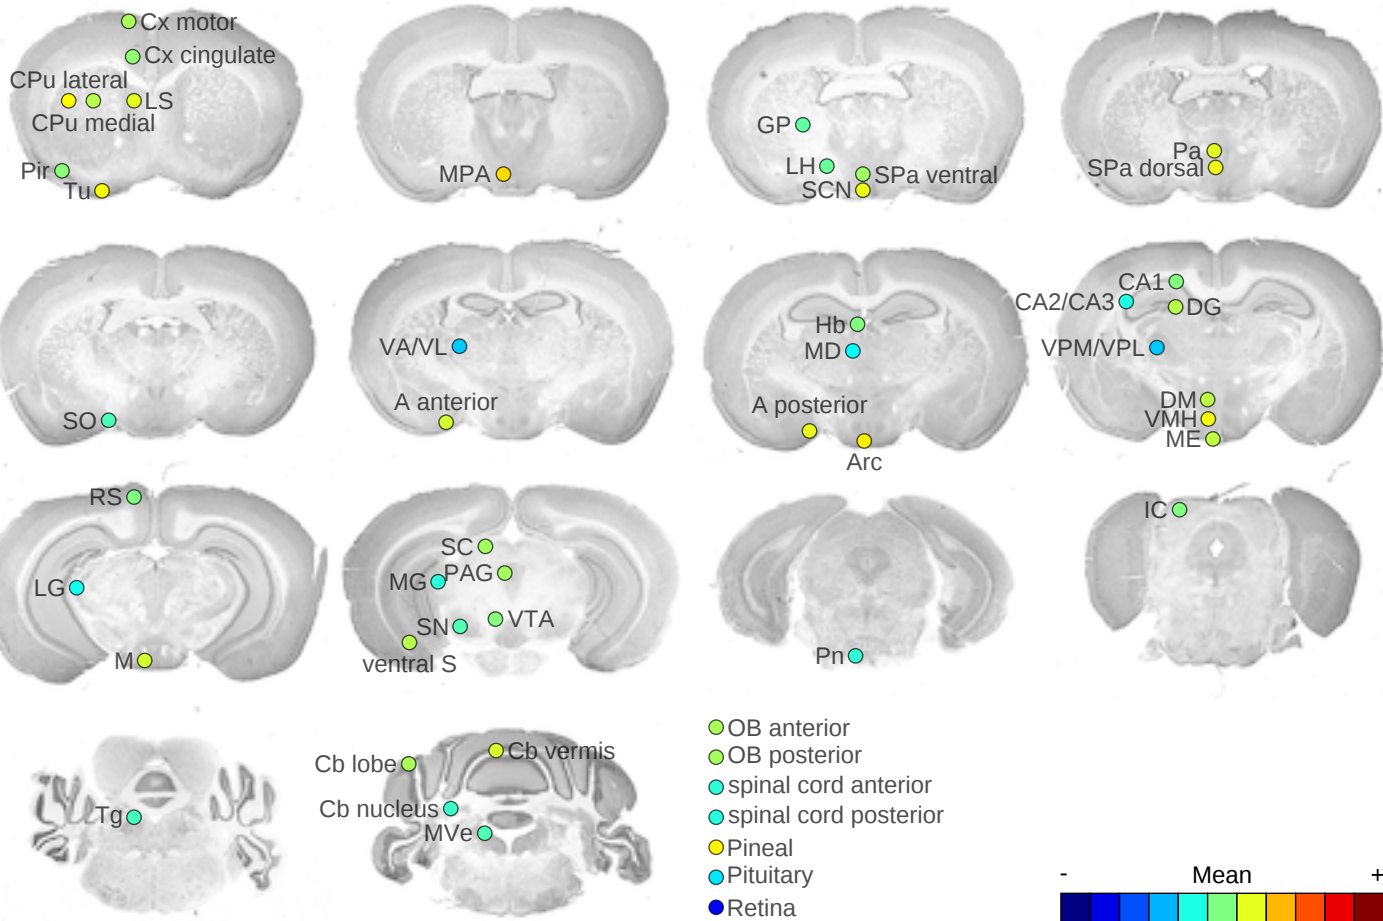 Cx motor
Cx cingulate
CPu lateral
LS
CPu medial
Pir
Tu
MPA
GP
LH
SPa ventral
SCN
Pa
SPa dorsal
SO
VA/VL
A anterior
Hb
MD
A posterior
Arc
CA1
CA2/CA3
DG
VPM/VPL
DM
VMH
ME
RS
LG
M
SC
PAG
MG
VTA
SN
ventral S
Pn
IC
Tg
Cb lobe
Cb vermis
Cb nucleus
MVe
OB anterior
OB posterior
spinal cord anterior
spinal cord posterior
Pineal
Pituitary
Retina
- Mean +